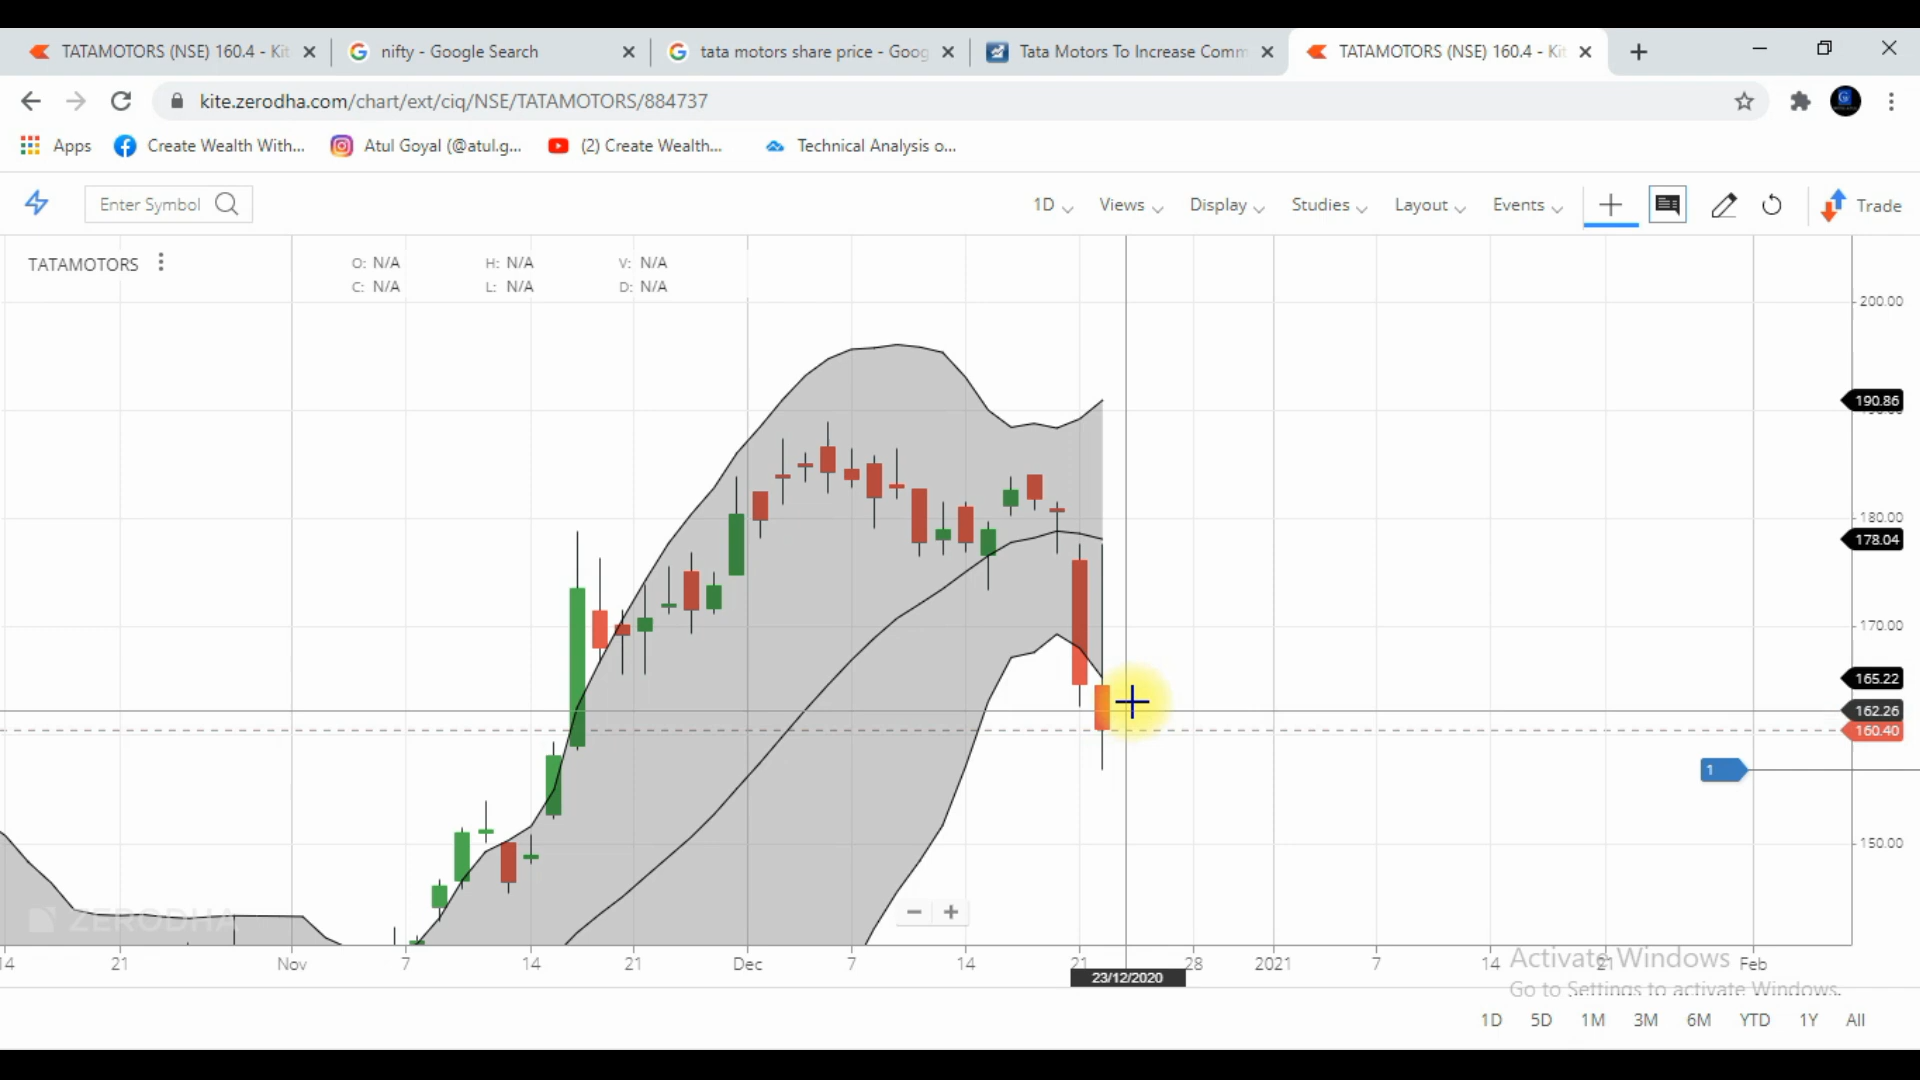 TATAMOTORS (NSE) 160.4 - Kit
nifty - Google Search
tata motors share price - Goog
Tata Motors To Increase Comm
TATAMOTORS (NSE) 160.4 - Kit
kite.zerodha.com/chart/ext/ciq/NSE/TATAMOTORS/884737
Apps
Create Wealth With...
Atul Goyal (@atul.g...
(2) Create Wealth...
Technical Analysis o...
Enter Symbol
1D
Views
Display
Studies
Layout
Events
Trade
TATAMOTORS
O: N/A H: N/A V: N/A
C: N/A L: N/A D: N/A
200.00
190.86
180.00
178.04
170.00
165.22
162.26
160.40
1
150.00
ZERODHA
14 21 Nov 7 14 21 Dec 7 14 21 28 2021 7 14 21 Feb
23/12/2020
Activate Windows
Go to Settings to activate Windows.
1D 5D 1M 3M 6M YTD 1Y All